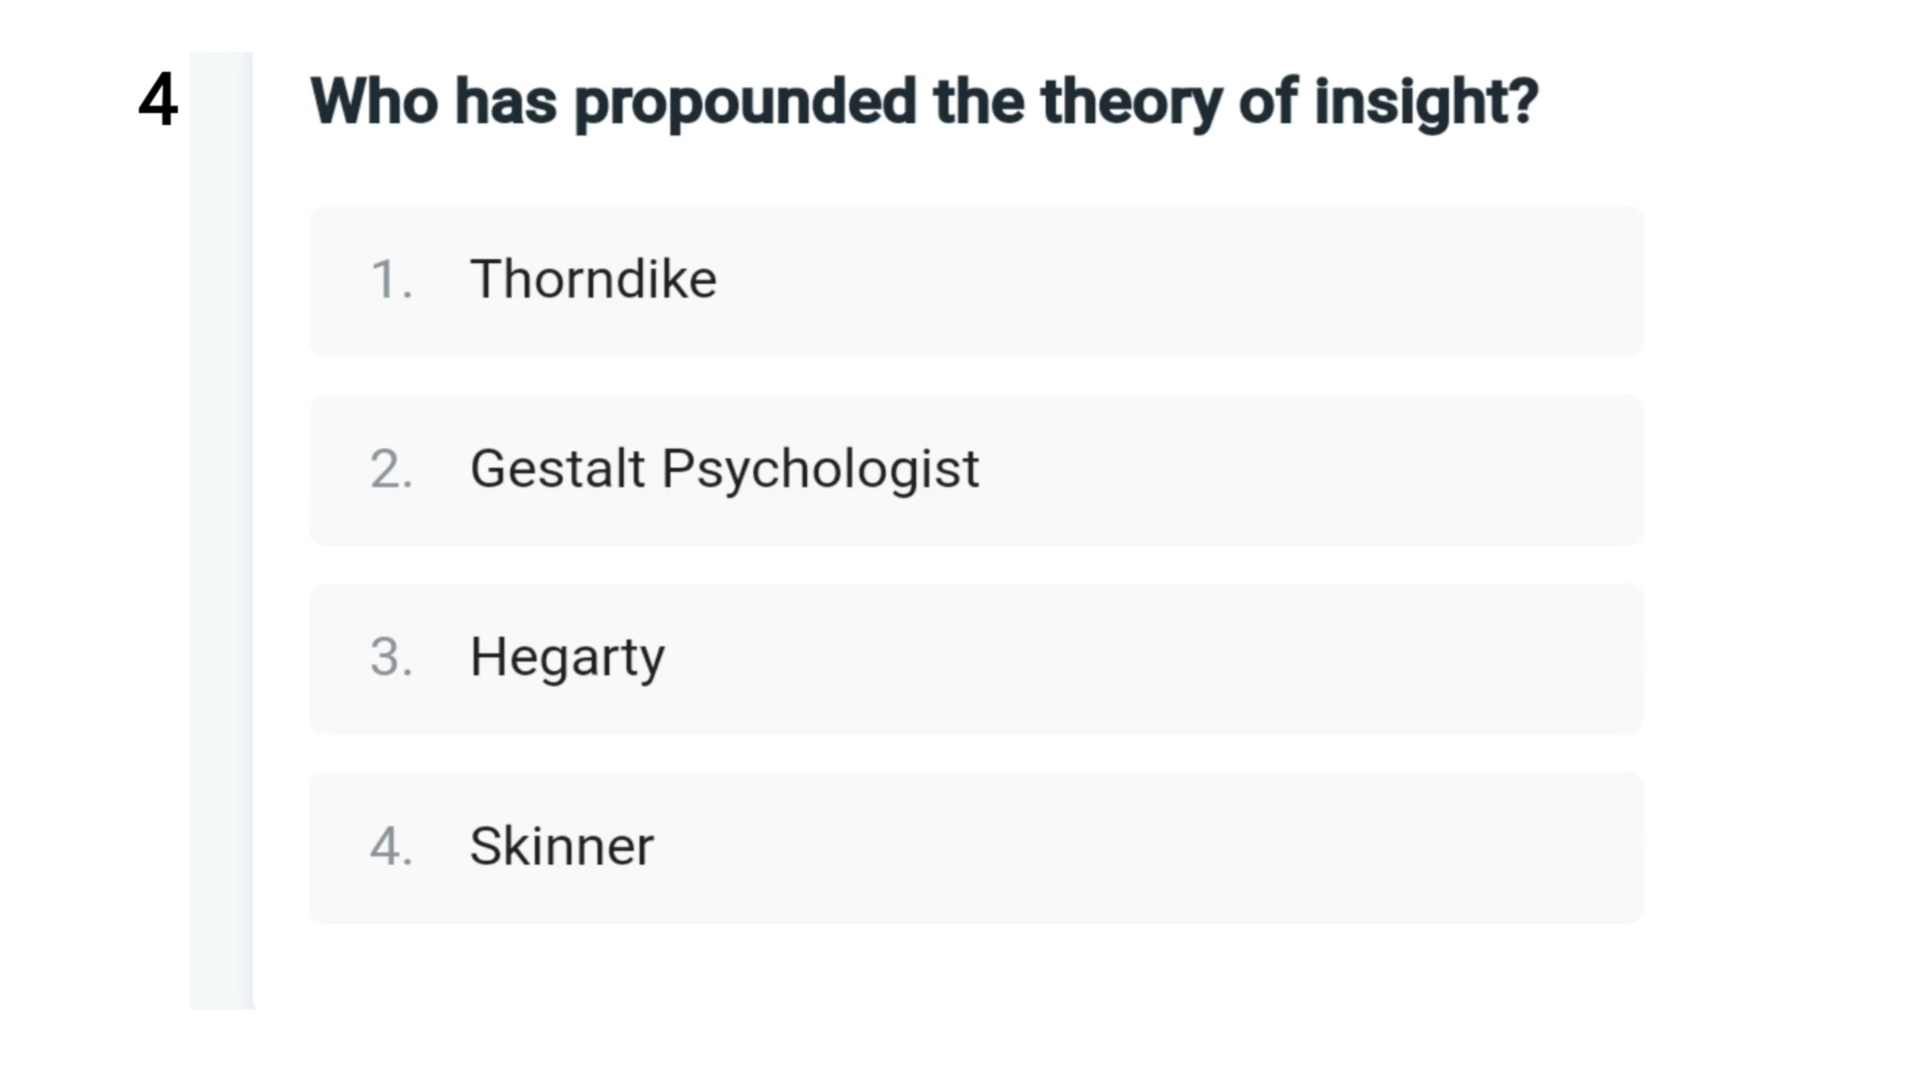 4 Who has propounded the theory of insight?
1. Thorndike
2. Gestalt Psychologist
3. Hegarty
4. Skinner